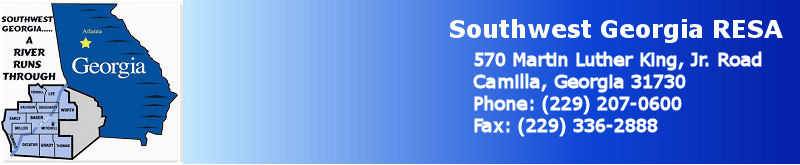 SOUTHWEST
GEORGIA.....
A
RIVER
RUNS
THROUGH
Atlanta
Georgia
TERRELL LEE
CALHOUN DOUGHERTY WORTH
EARLY BAKER
MILLER MITCHELL
DECATUR GRADY THOMAS
Southwest Georgia RESA
570 Martin Luther King, Jr. Road
Camilla, Georgia 31730
Phone: (229) 207-0600
Fax: (229) 336-2888